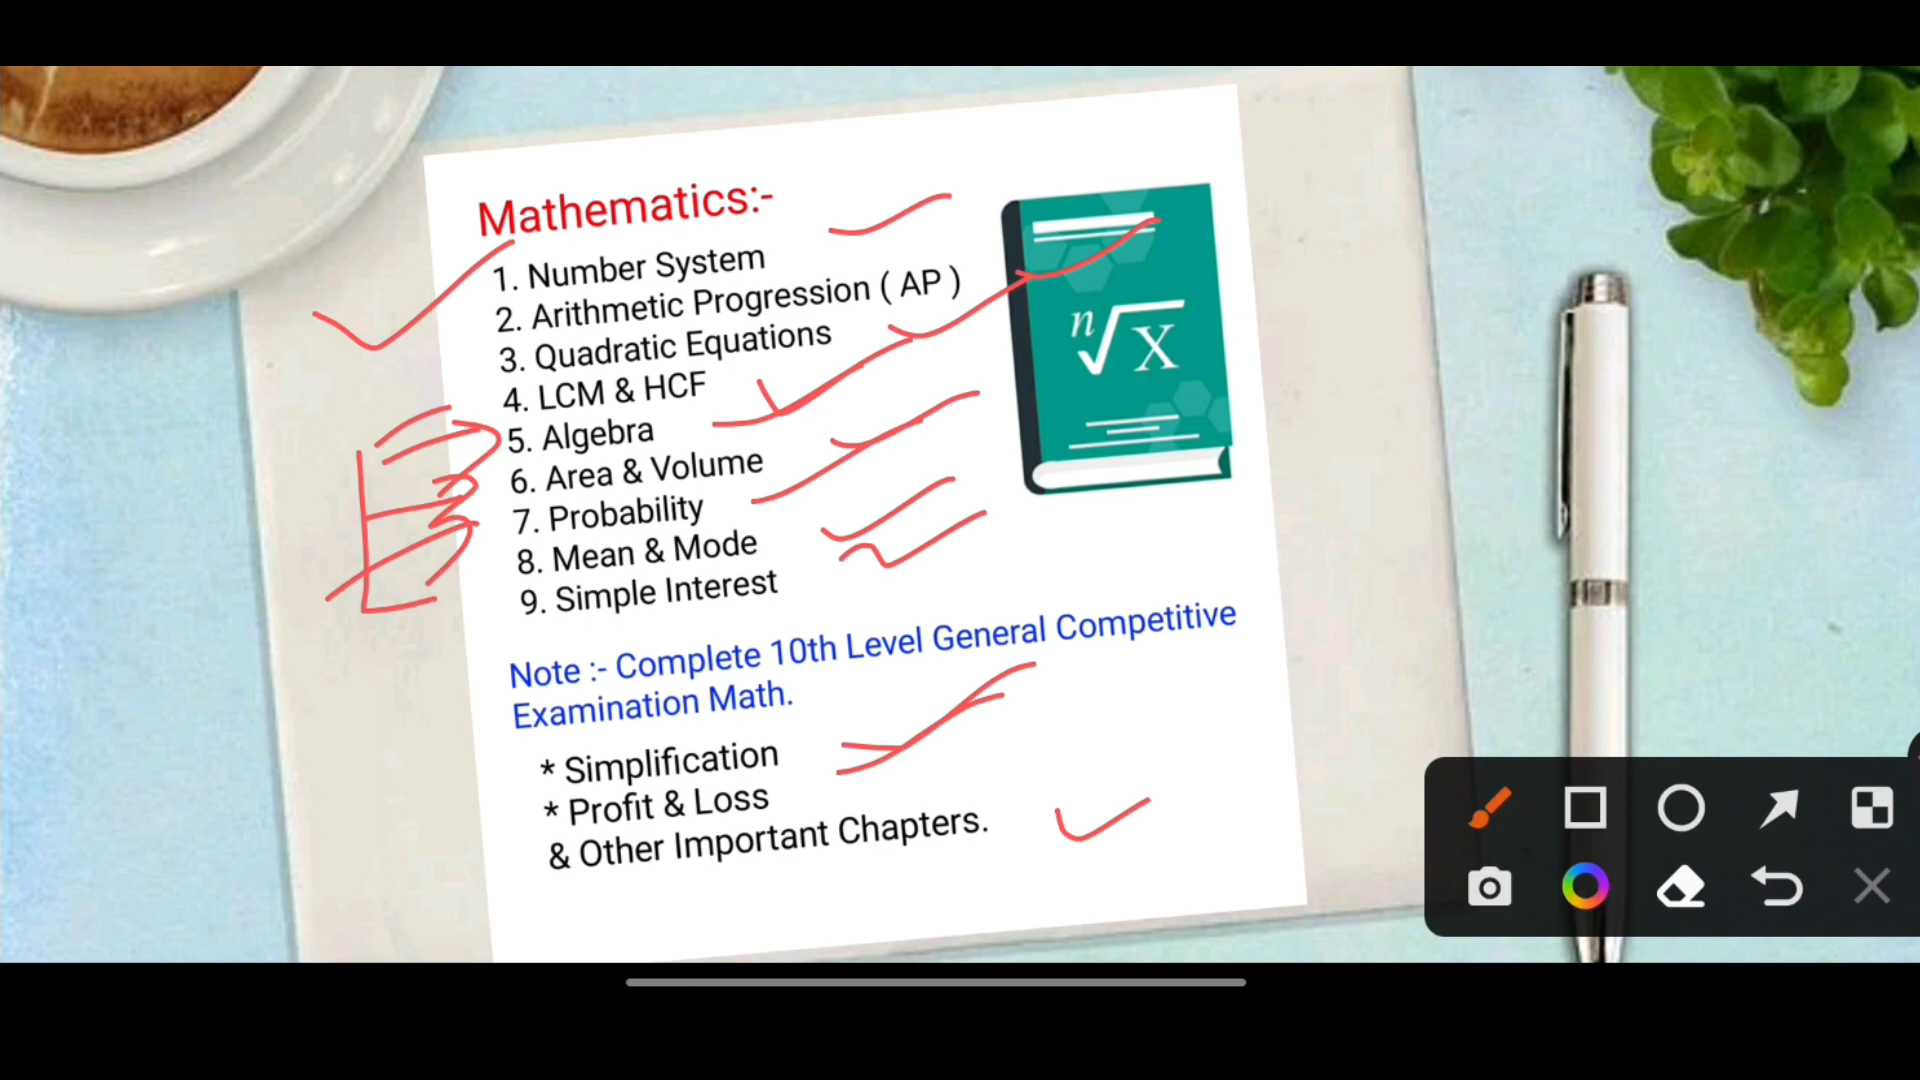 Mathematics:-
1. Number System
2. Arithmetic Progression ( AP )
3. Quadratic Equations
4. LCM & HCF
5. Algebra
6. Area & Volume
7. Probability
8. Mean & Mode
9. Simple Interest
Note :- Complete 10th Level General Competitive
Examination Math.
* Simplification
* Profit & Loss
& Other Important Chapters.
n√X